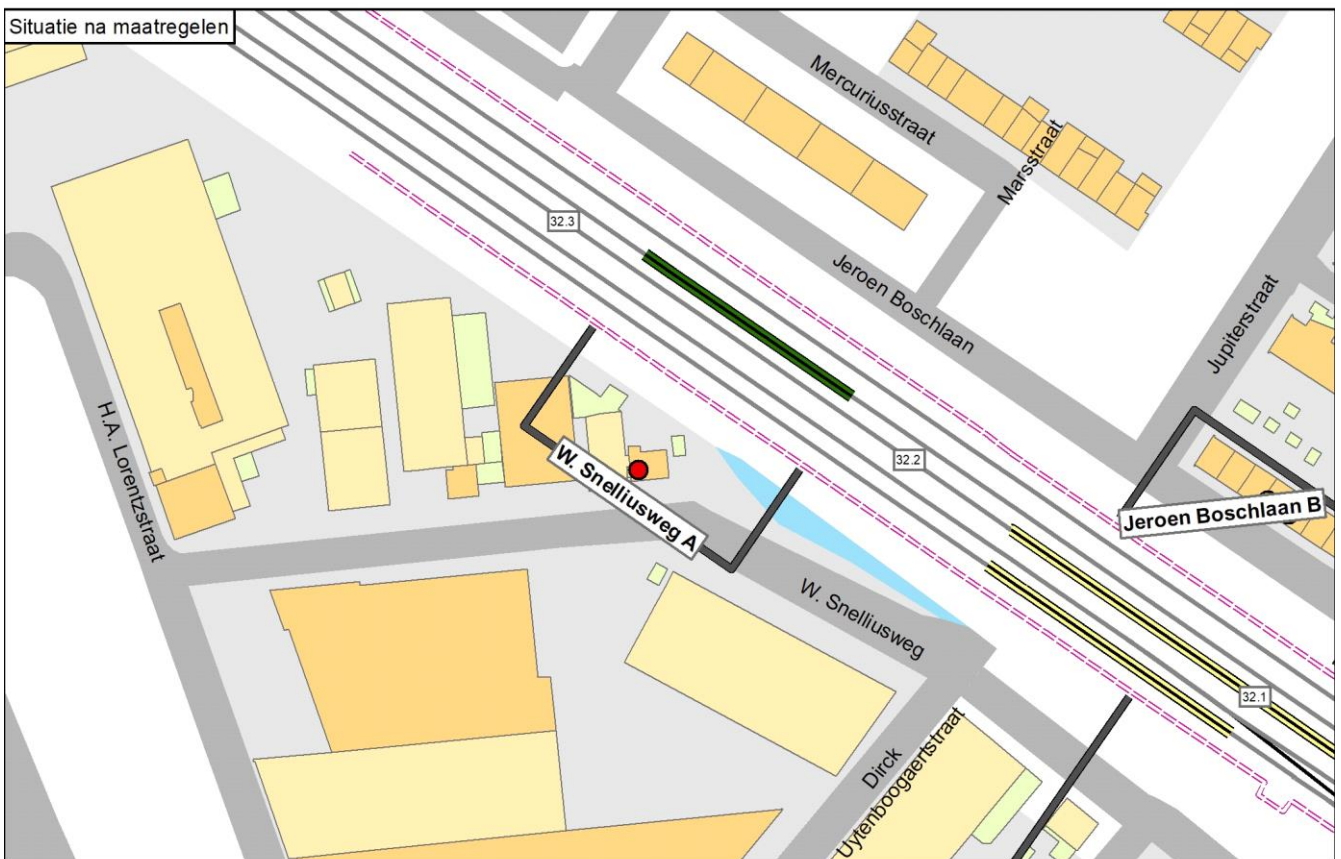 Situatie na maatregelen
Mercuriusstraat
Marsstraat
32.3
Jeroen Boschlaan
Jupiterstraat
H.A. Lorentzstraat
32.2
W. Snelliusweg A
Jeroen Boschlaan B
W. Snelliusweg
32.1
Dirck
Uytenboogaertstraat